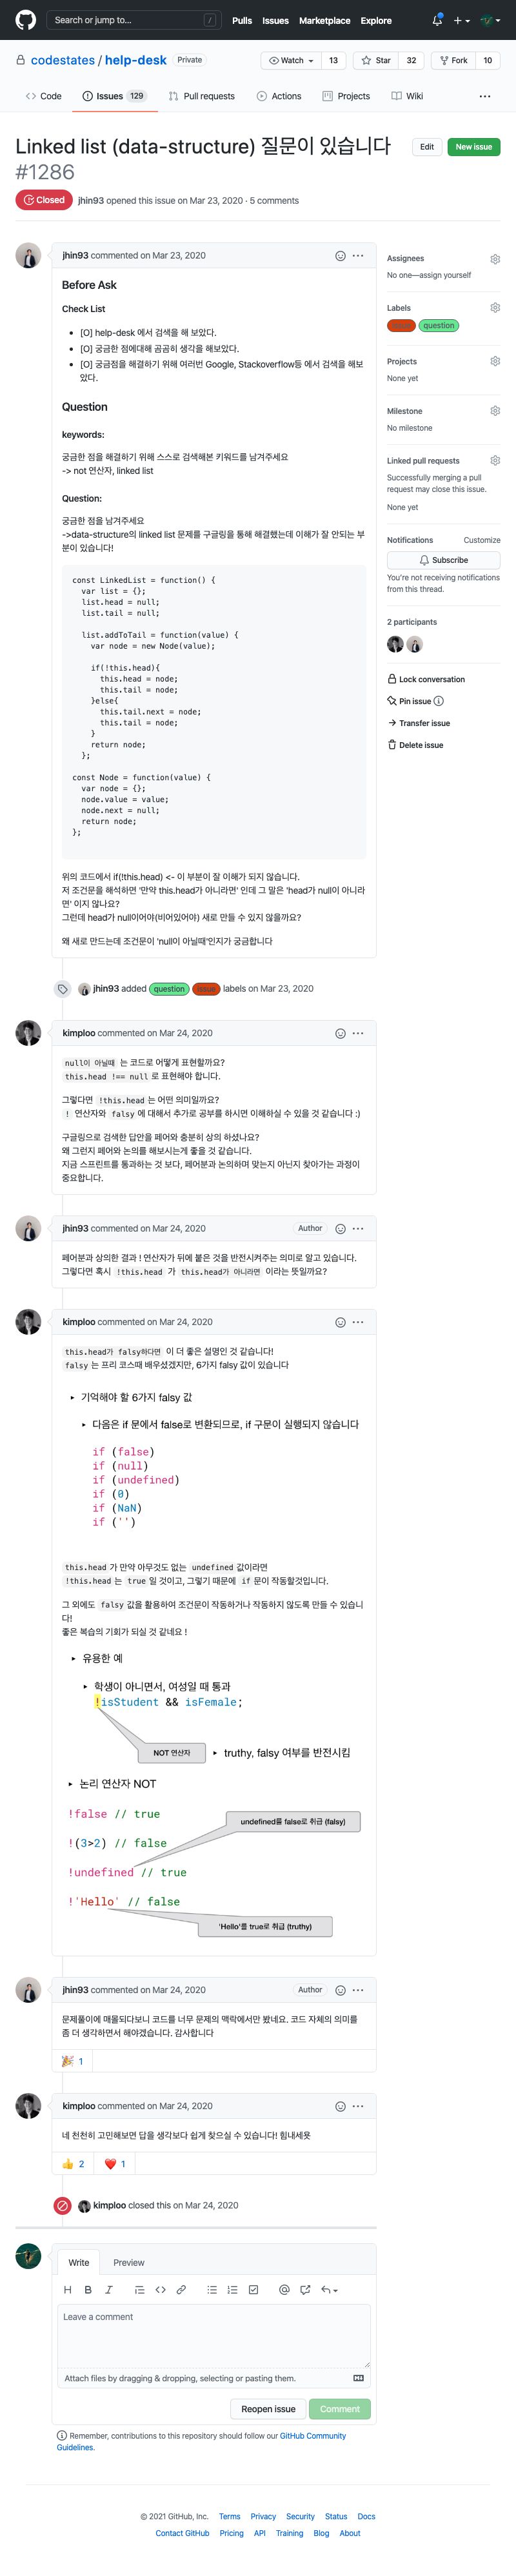 Search or jump to...
/
Pulls Issues Marketplace Explore
codestates / help-desk Private
Watch 13 Star 32 Fork 10
Code Issues 129 Pull requests Actions Projects Wiki
Linked list (data-structure) 질문이 있습니다
#1286
Edit New issue
Closed jhin93 opened this issue on Mar 23, 2020 · 5 comments
jhin93 commented on Mar 23, 2020
Before Ask
Check List
[O] help-desk 에서 검색을 해 보았다.
[O] 궁금한 점에대해 곰곰히 생각을 해보았다.
[O] 궁금점을 해결하기 위해 여러번 Google, Stackoverflow등 에서 검색을 해보
았다.
Question
keywords:
궁금한 점을 해결하기 위해 스스로 검색해본 키워드를 남겨주세요
-> not 연산자, linked list
Question:
궁금한 점을 남겨주세요
->data-structure의 linked list 문제를 구글링을 통해 해결했는데 이해가 잘 안되는 부
분이 있습니다!
const LinkedList = function() {
var list = {};
list.head = null;
list.tail = null;
list.addToTail = function(value) {
var node = new Node(value);
if(!this.head){
this.head = node;
this.tail = node;
}else{
this.tail.next = node;
this.tail = node;
}
return node;
};
const Node = function(value) {
var node = {};
node.value = value;
node.next = null;
return node;
};
위의 코드에서 if(!this.head) <- 이 부분이 잘 이해가 되지 않습니다.
저 조건문을 해석하면 '만약 this.head가 아니라면' 인데 그 말은 'head가 null이 아니라
면' 이지 않나요?
그런데 head가 null이어야(비어있어야) 새로 만들 수 있지 않을까요?
왜 새로 만드는데 조건문이 'null이 아닐때'인지가 궁금합니다
Assignees
No one—assign yourself
Labels
question
Projects
None yet
Milestone
No milestone
Linked pull requests
Successfully merging a pull
request may close this issue.
None yet
Notifications Customize
Subscribe
You're not receiving notifications
from this thread.
2 participants
Lock conversation
Pin issue
Transfer issue
Delete issue
jhin93 added question issue labels on Mar 23, 2020
kimploo commented on Mar 24, 2020
null이 아닐때 는 코드로 어떻게 표현할까요?
this.head !== null 로 표현해야 합니다.
그렇다면 !this.head 는 어떤 의미일까요?
! 연산자와 falsy 에 대해서 추가로 공부를 하시면 이해하실 수 있을 것 같습니다 :)
구글링으로 검색한 답안을 페어와 충분히 상의 하셨나요?
왜 그런지 페어와 논의를 해보시는게 좋을 것 같습니다.
지금 스프린트를 통과하는 것 보다, 페어분과 논의하며 맞는지 아닌지 찾아가는 과정이
중요합니다.
jhin93 commented on Mar 24, 2020 Author
페어분과 상의한 결과 ! 연산자가 뒤에 붙은 것을 반전시켜주는 의미로 알고 있습니다.
그렇다면 혹시 !this.head 가 this.head가 아니라면 이라는 뜻일까요?
kimploo commented on Mar 24, 2020
this.head가 falsy하다면 이 더 좋은 설명인 것 같습니다!
falsy 는 프리 코스때 배우셨겠지만, 6가지 falsy 값이 있습니다
기억해야 할 6가지 falsy 값
다음은 if 문에서 false로 변환되므로, if 구문이 실행되지 않습니다
if (false)
if (null)
if (undefined)
if (0)
if (NaN)
if ('')
this.head 가 만약 아무것도 없는 undefined 값이라면
!this.head 는 true 일 것이고, 그렇기 때문에 if 문이 작동할것입니다.
그 외에도 falsy 값을 활용하여 조건문이 작동하거나 작동하지 않도록 만들 수 있습니
다!
좋은 복습의 기회가 되실 것 같네요 !
유용한 예
학생이 아니면서, 여성일 때 통과
!isStudent && isFemale;
NOT 연산자
truthy, falsy 여부를 반전시킴
논리 연산자 NOT
!false // true
undefined를 false로 취급 (falsy)
!(3>2) // false
!undefined // true
!'Hello' // false
'Hello'를 true로 취급 (truthy)
jhin93 commented on Mar 24, 2020 Author
문제풀이에 매몰되다보니 코드를 너무 문제의 맥락에서만 봤네요. 코드 자체의 의미를
좀 더 생각하면서 해야겠습니다. 감사합니다
1
kimploo commented on Mar 24, 2020
네 천천히 고민해보면 답을 생각보다 쉽게 찾으실 수 있습니다! 힘내세욧
2 1
kimploo closed this on Mar 24, 2020
Write Preview
Leave a comment
Attach files by dragging & dropping, selecting or pasting them.
Reopen issue Comment
Remember, contributions to this repository should follow our GitHub Community
Guidelines.
© 2021 GitHub, Inc. Terms Privacy Security Status Docs
Contact GitHub Pricing API Training Blog About